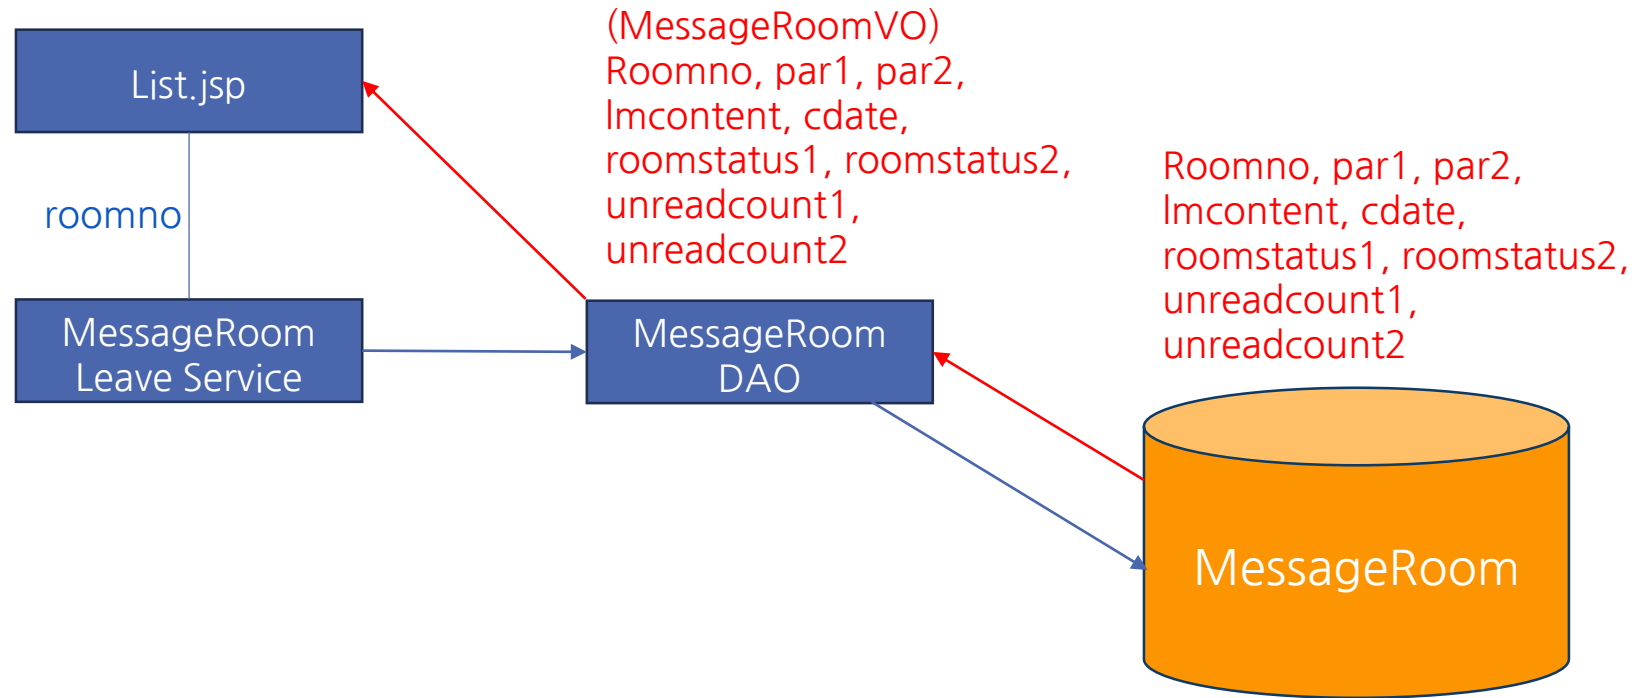 List.jsp
roomno
MessageRoom
Leave Service
(MessageRoomVO)
Roomno, par1, par2,
lmcontent, cdate,
roomstatus1, roomstatus2,
unreadcount1,
unreadcount2
MessageRoom
DAO
Roomno, par1, par2,
lmcontent, cdate,
roomstatus1, roomstatus2,
unreadcount1,
unreadcount2
MessageRoom